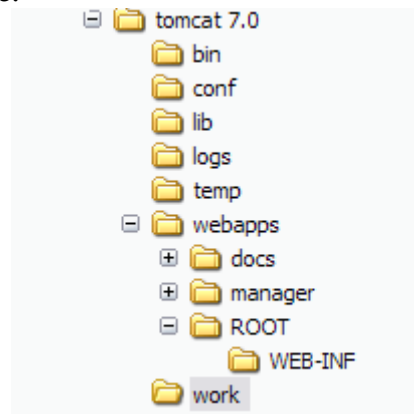 tomcat 7.0
bin
conf
lib
logs
temp
webapps
docs
manager
ROOT
WEB-INF
work